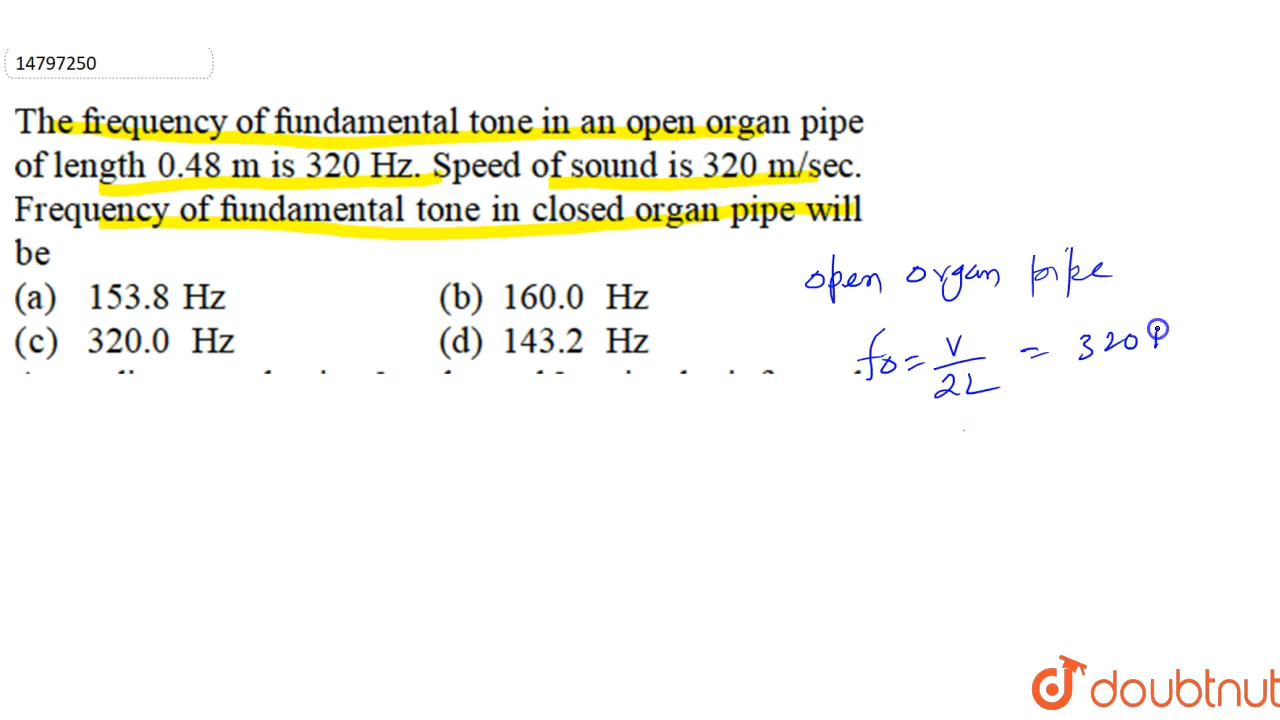 14797250
The frequency of fundamental tone in an open organ pipe
of length 0.48 m is 320 Hz. Speed of sound is 320 m/sec.
Frequency of fundamental tone in closed organ pipe will
be
(a) 153.8 Hz (b) 160.0 Hz
(c) 320.0 Hz (d) 143.2 Hz
open organ pipe
fo = V/2L = 320
doubtnut